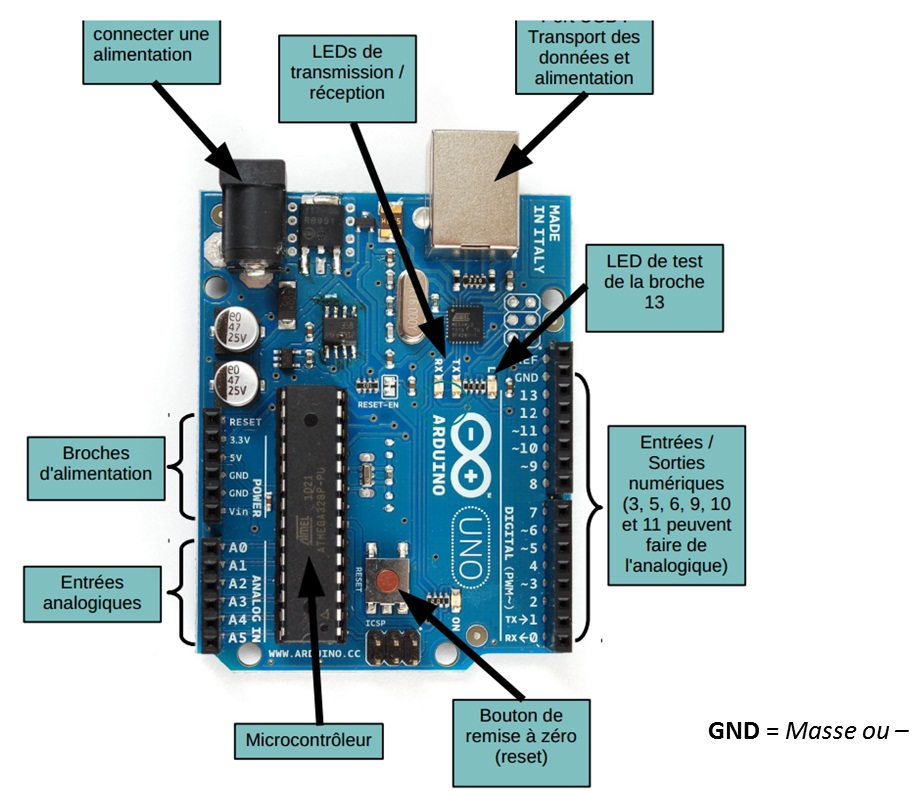 connecter une
alimentation
LEDs de
transmission /
réception
Transport des
données et
alimentation
MADE
IN ITALY
LED de test
de la broche
13
47
25V
47
25V
RX
TX
L
RESET-EN
GND
13
12
~11
~10
~9
8
7
~6
~5
4
~3
2
TX→1
RX←0
DIGITAL (PWM~)
ARDUINO
UNO
RESET
3.3V
5V
GND
GND
Vin
POWER
A0
A1
A2
A3
A4
A5
ANALOG IN
ATMEL 1021
ATMEGA328P-PU
RESET
ICSP
ON
WWW.ARDUINO.CC
Broches
d'alimentation
Entrées
analogiques
Entrées /
Sorties
numériques
(3, 5, 6, 9, 10
et 11 peuvent
faire de
l'analogique)
Microcontrôleur
Bouton de
remise à zéro
(reset)
GND = Masse ou –